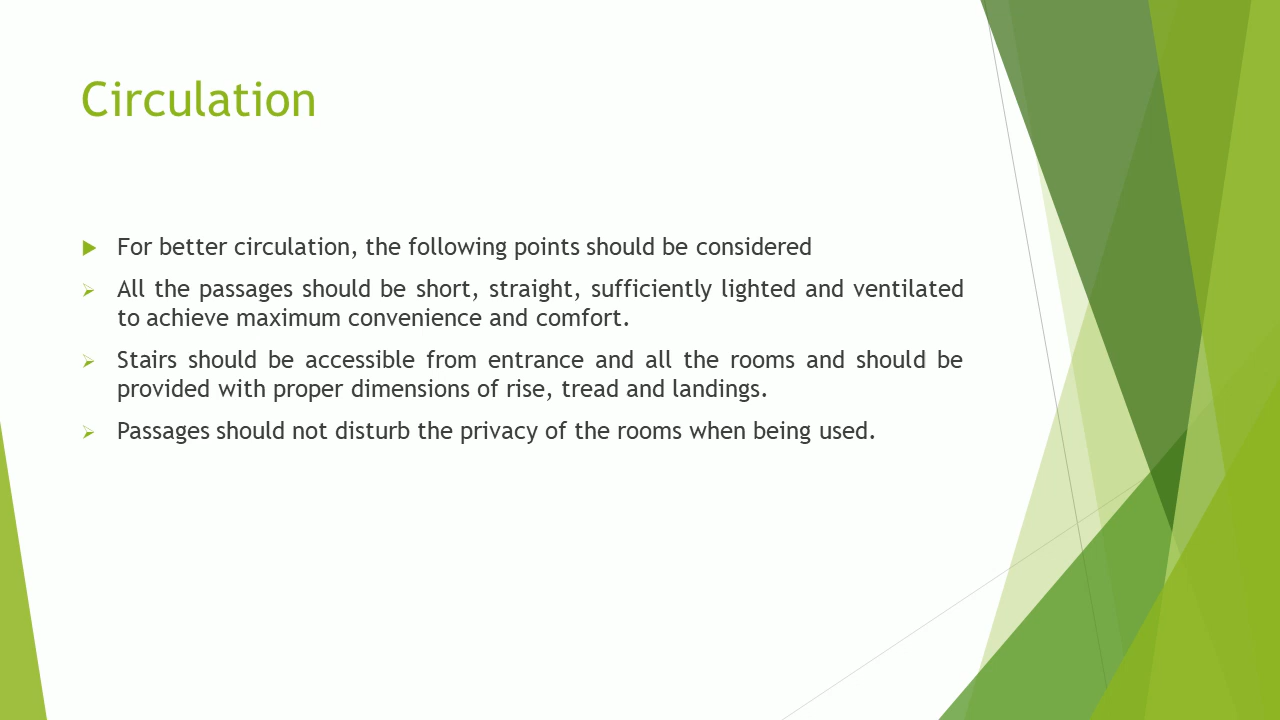 Circulation
For better circulation, the following points should be considered
All the passages should be short, straight, sufficiently lighted and ventilated
to achieve maximum convenience and comfort.
Stairs should be accessible from entrance and all the rooms and should be
provided with proper dimensions of rise, tread and landings.
Passages should not disturb the privacy of the rooms when being used.